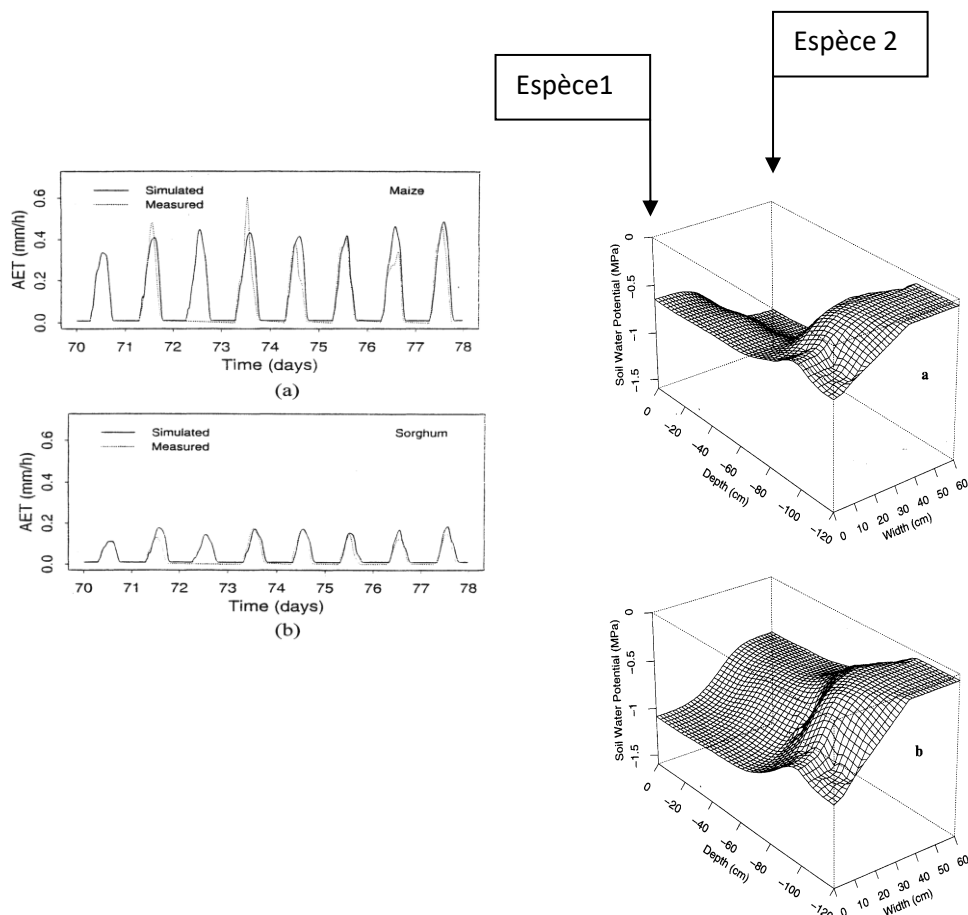 Espèce1
Espèce 2
Simulated
Measured
Maize
AET (mm/h)
0.6
0.4
0.2
0.0
70 71 72 73 74 75 76 77 78
Time (days)
(a)
Simulated
Measured
Sorghum
AET (mm/h)
0.6
0.4
0.2
0.0
70 71 72 73 74 75 76 77 78
Time (days)
(b)
Soil Water Potential (MPa)
0
-0.5
-1
-1.5
a
0 -20 -40 -60 -80 -100 -120
Depth (cm)
0 10 20 30 40 50 60
Width (cm)
Soil Water Potential (MPa)
0
-0.5
-1
-1.5
b
0 -20 -40 -60 -80 -100 -120
Depth (cm)
0 10 20 30 40 50 60
Width (cm)